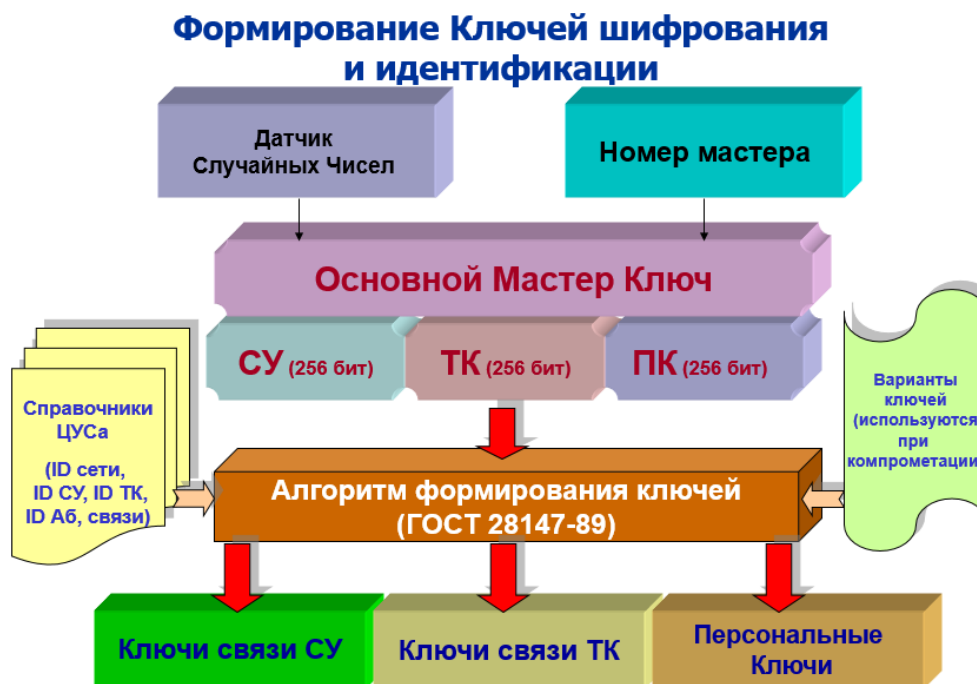 Формирование Ключей шифрования
и идентификации
Датчик
Случайных Чисел
Номер мастера
Основной Мастер Ключ
СУ (256 бит)
ТК (256 бит)
ПК (256 бит)
Справочники
ЦУСа
(ID сети,
ID СУ, ID ТК,
ID Аб, связи)
Варианты
ключей
(используются
при
компрометации
Алгоритм формирования ключей
(ГОСТ 28147-89)
Ключи связи СУ
Ключи связи ТК
Персональные
Ключи